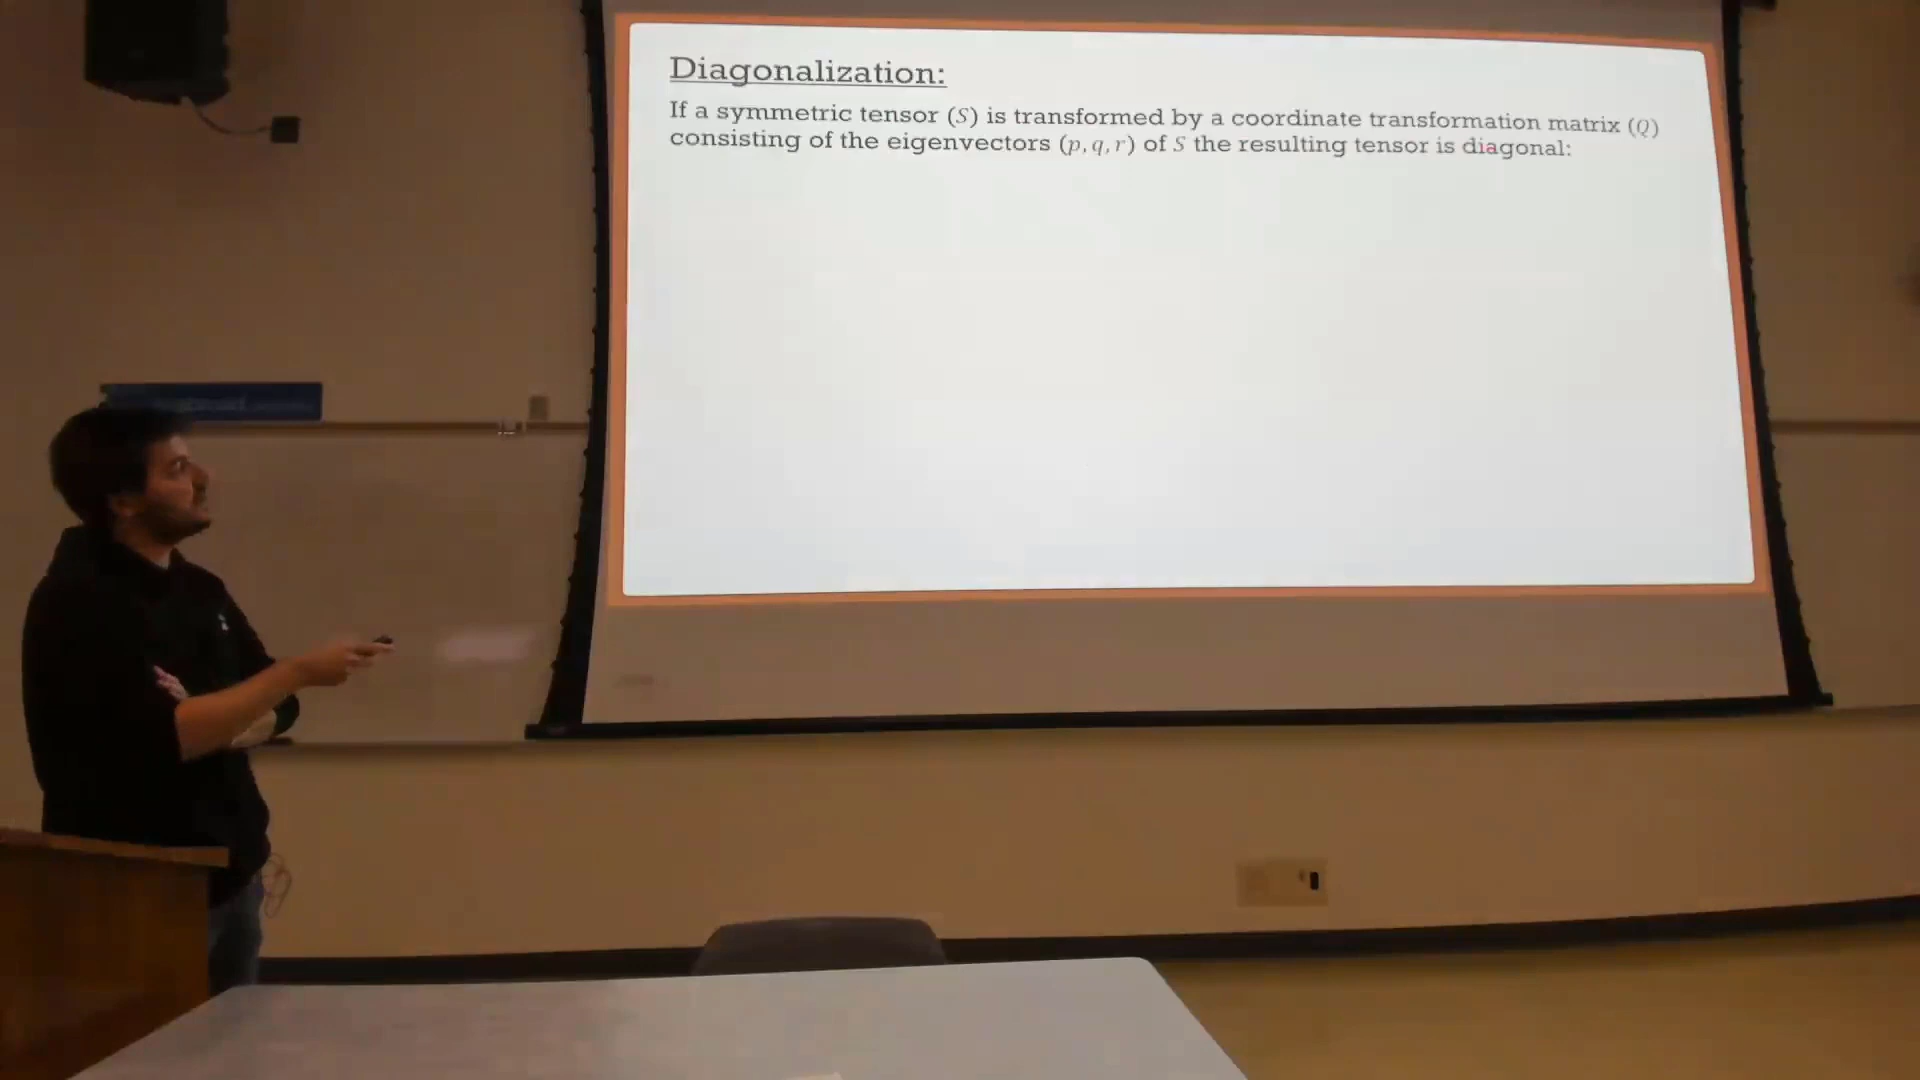 Diagonalization:
If a symmetric tensor (S) is transformed by a coordinate transformation matrix (Q)
consisting of the eigenvectors (p, q, r) of S the resulting tensor is diagonal: